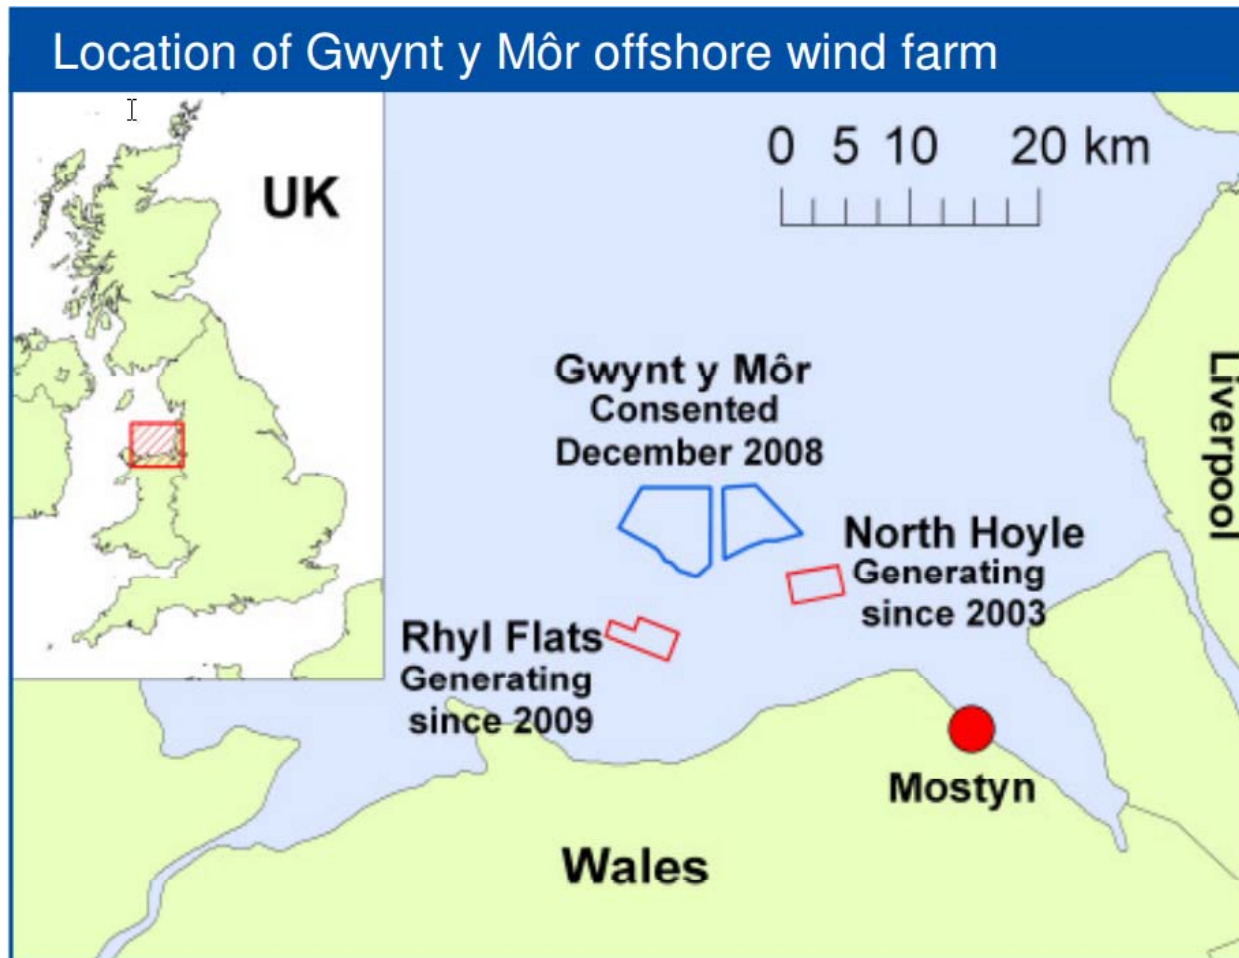 Location of Gwynt y Môr offshore wind farm
UK
0 5 10 20 km
Gwynt y Môr
Consented
December 2008
North Hoyle
Generating
since 2003
Rhyl Flats
Generating
since 2009
Liverpool
Mostyn
Wales